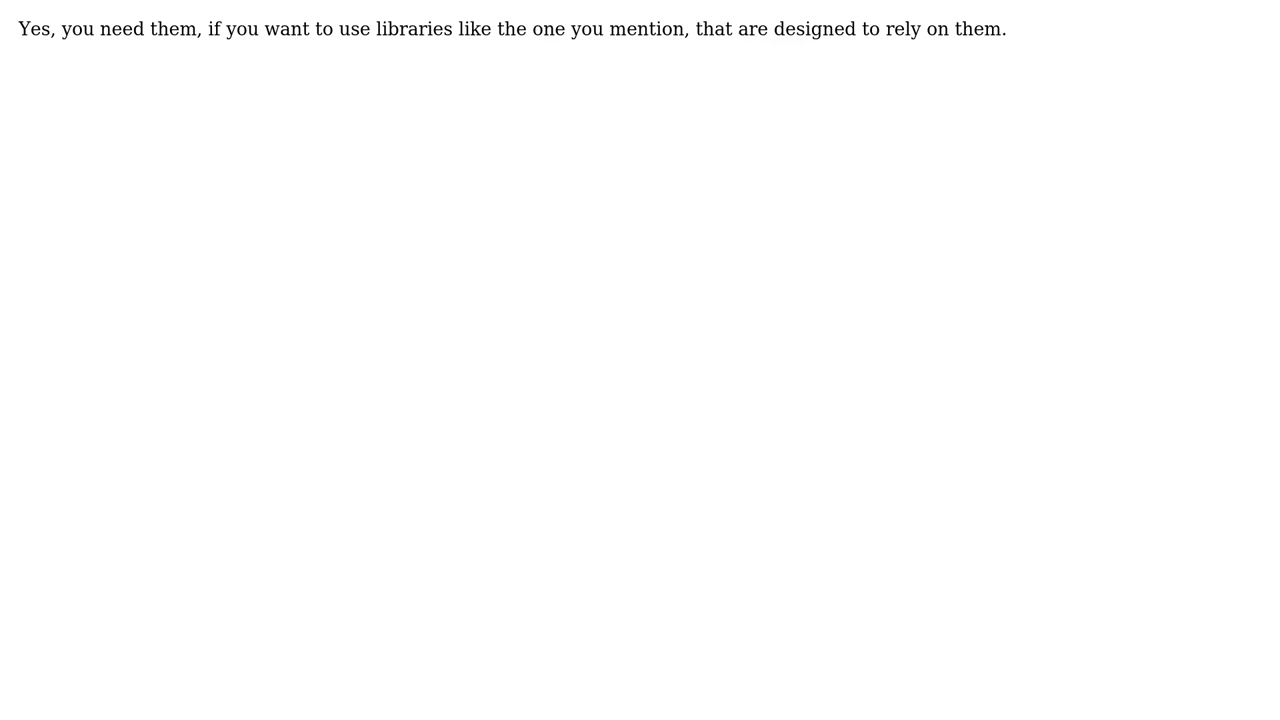 Yes, you need them, if you want to use libraries like the one you mention, that are designed to rely on them.